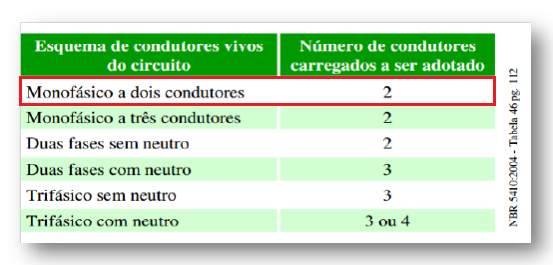 Esquema de condutores vivos do circuito
Número de condutores carregados a ser adotado
Monofásico a dois condutores 2
Monofásico a três condutores 2
Duas fases sem neutro 2
Duas fases com neutro 3
Trifásico sem neutro 3
Trifásico com neutro 3 ou 4
NBR 5410:2004 - Tabela 46 pg. 112